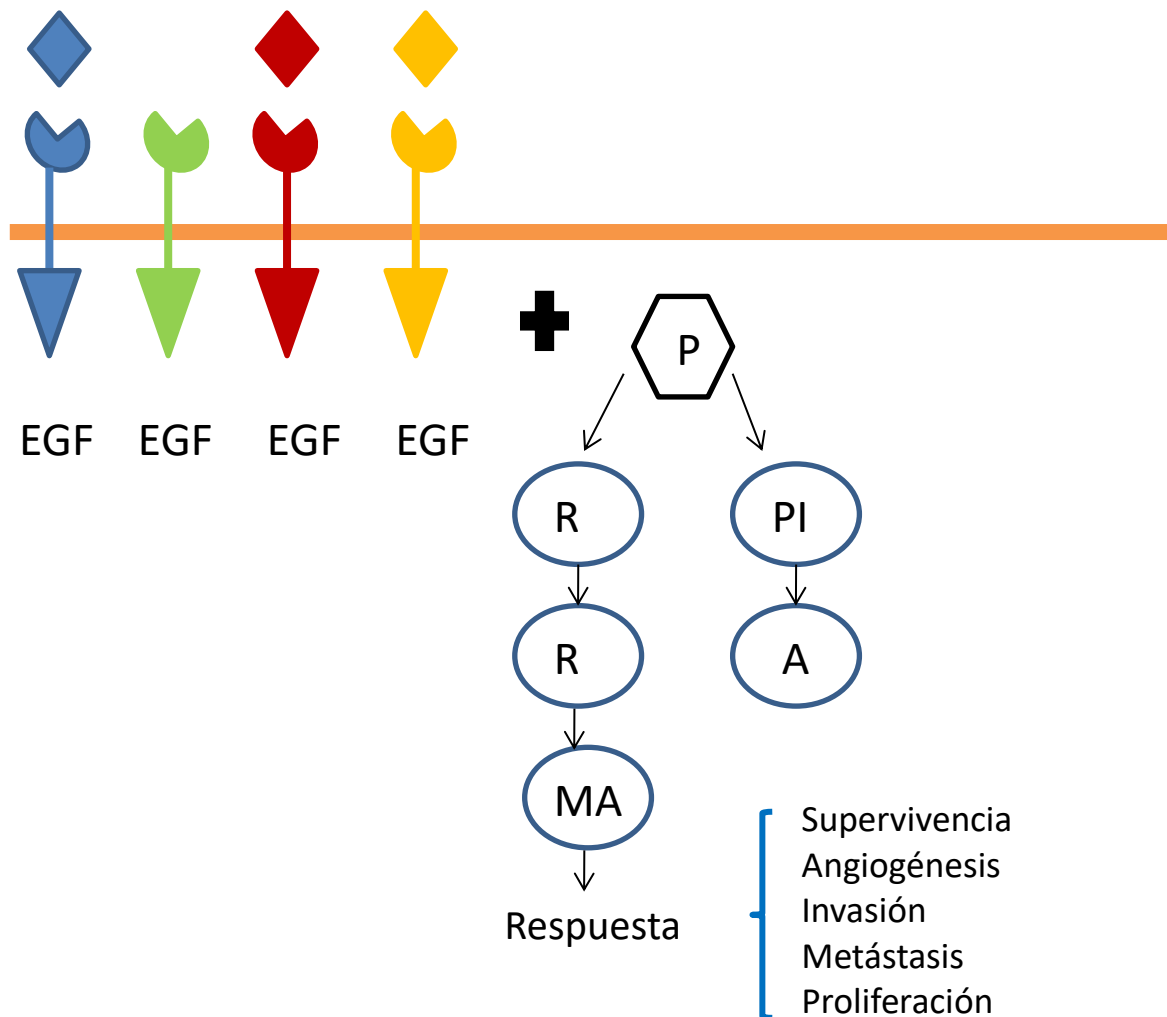 P
EGF EGF EGF EGF
R PI
R A
MA
Respuesta
Supervivencia
Angiogénesis
Invasión
Metástasis
Proliferación